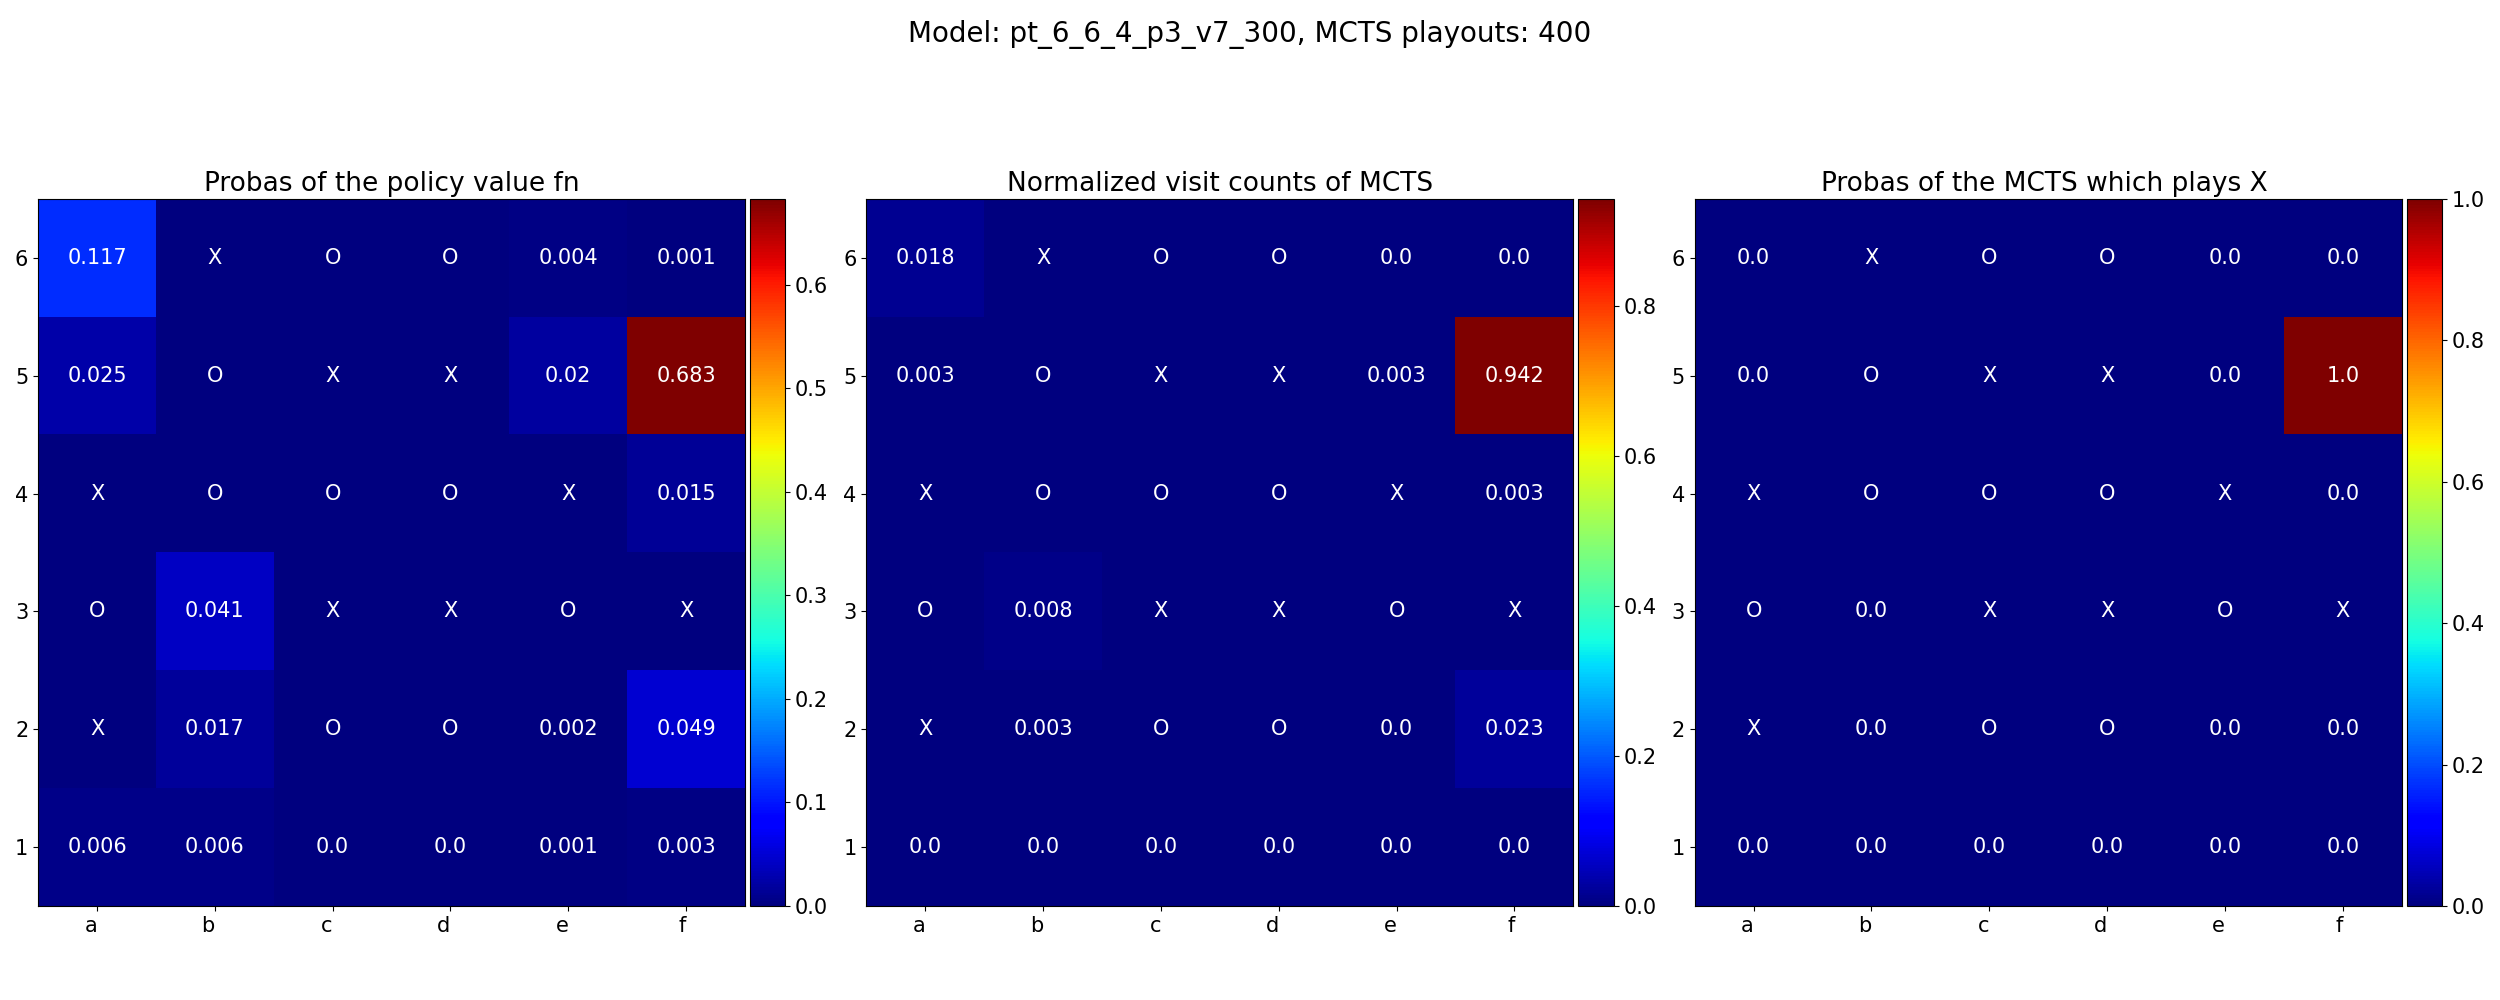 Model: pt_6_6_4_p3_v7_300, MCTS playouts: 400
Probas of the policy value fn
6 0.117 X O O 0.004 0.001
5 0.025 O X X 0.02 0.683
4 X O O O X 0.015
3 O 0.041 X X O X
2 X 0.017 O O 0.002 0.049
1 0.006 0.006 0.0 0.0 0.001 0.003
a b c d e f
0.6
0.5
0.4
0.3
0.2
0.1
0.0
Normalized visit counts of MCTS
6 0.018 X O O 0.0 0.0
5 0.003 O X X 0.003 0.942
4 X O O O X 0.003
3 O 0.008 X X O X
2 X 0.003 O O 0.0 0.023
1 0.0 0.0 0.0 0.0 0.0 0.0
a b c d e f
0.8
0.6
0.4
0.2
0.0
Probas of the MCTS which plays X
6 0.0 X O O 0.0 0.0
5 0.0 O X X 0.0 1.0
4 X O O O X 0.0
3 O 0.0 X X O X
2 X 0.0 O O 0.0 0.0
1 0.0 0.0 0.0 0.0 0.0 0.0
a b c d e f
1.0
0.8
0.6
0.4
0.2
0.0